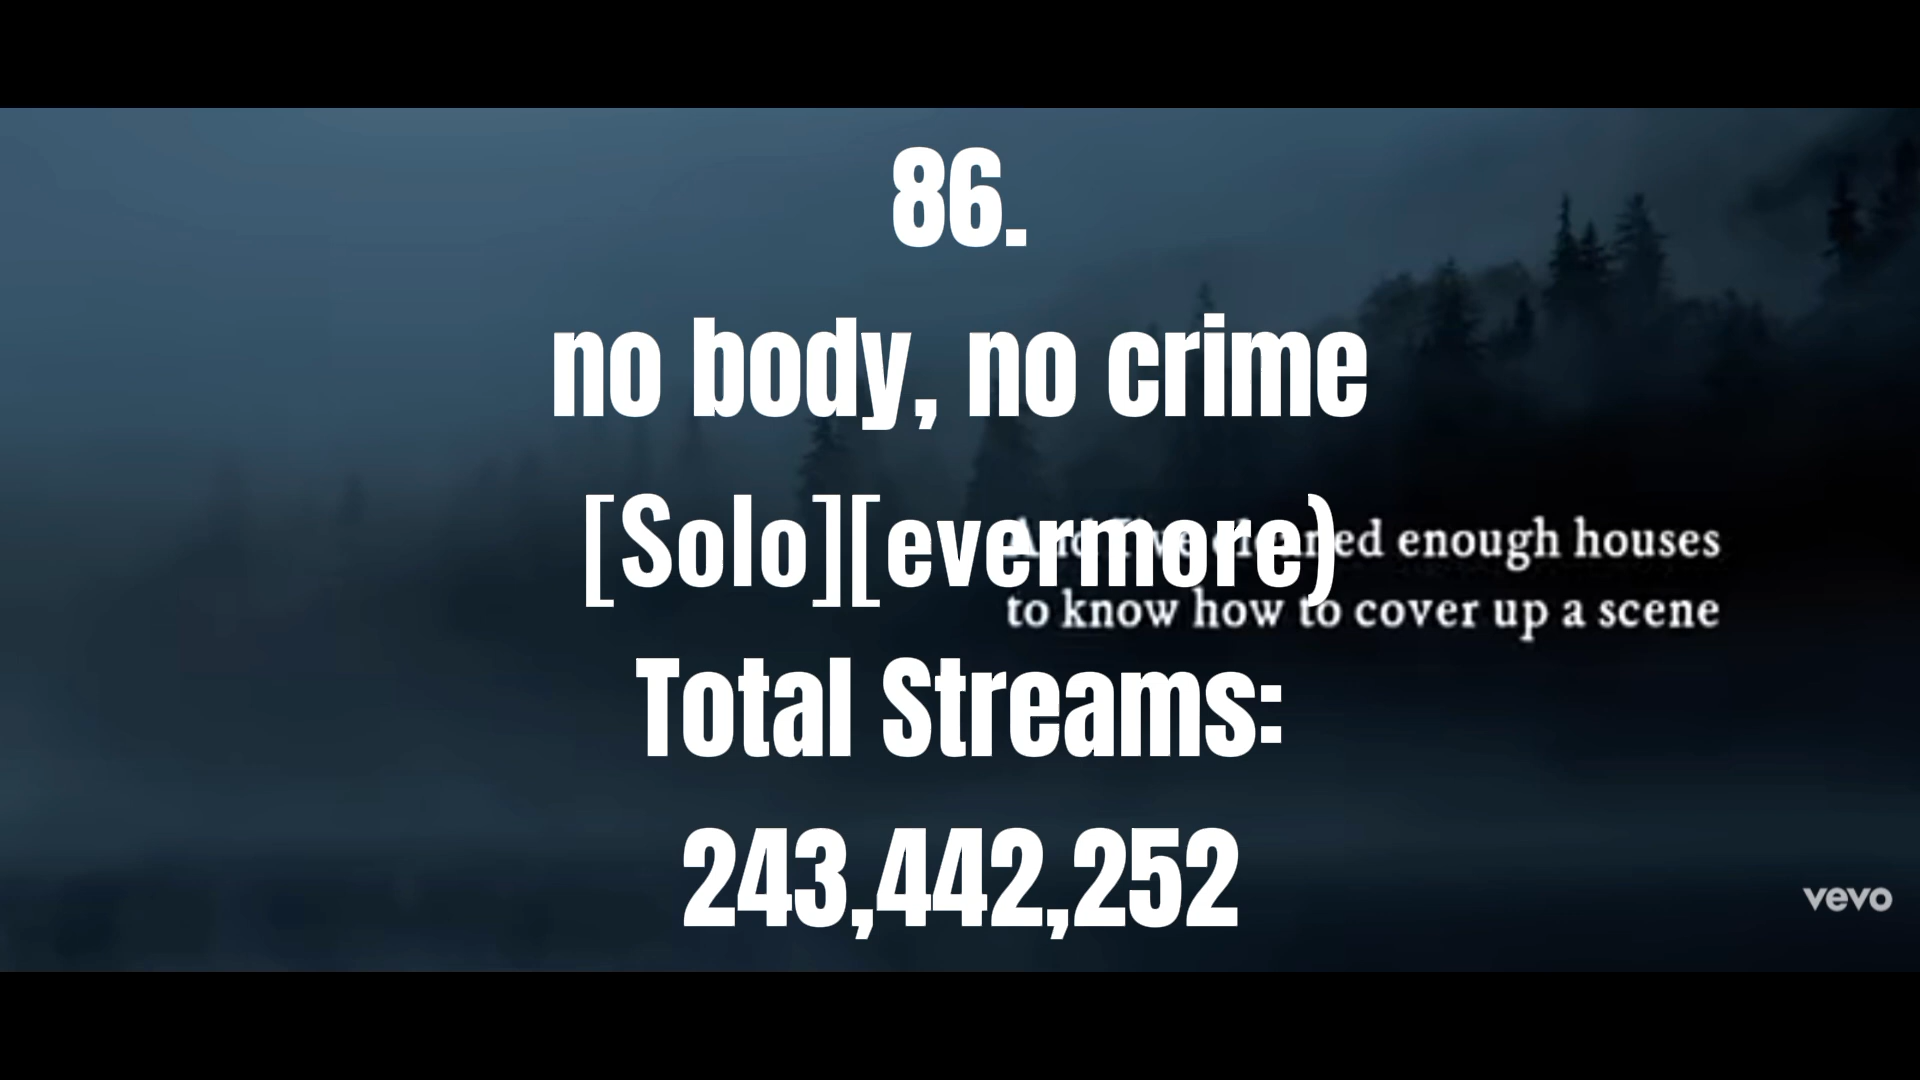 86.
no body, no crime
[Solo][evermore)
enough houses
to know how to cover up a scene
Total Streams:
243,442,252
vevo